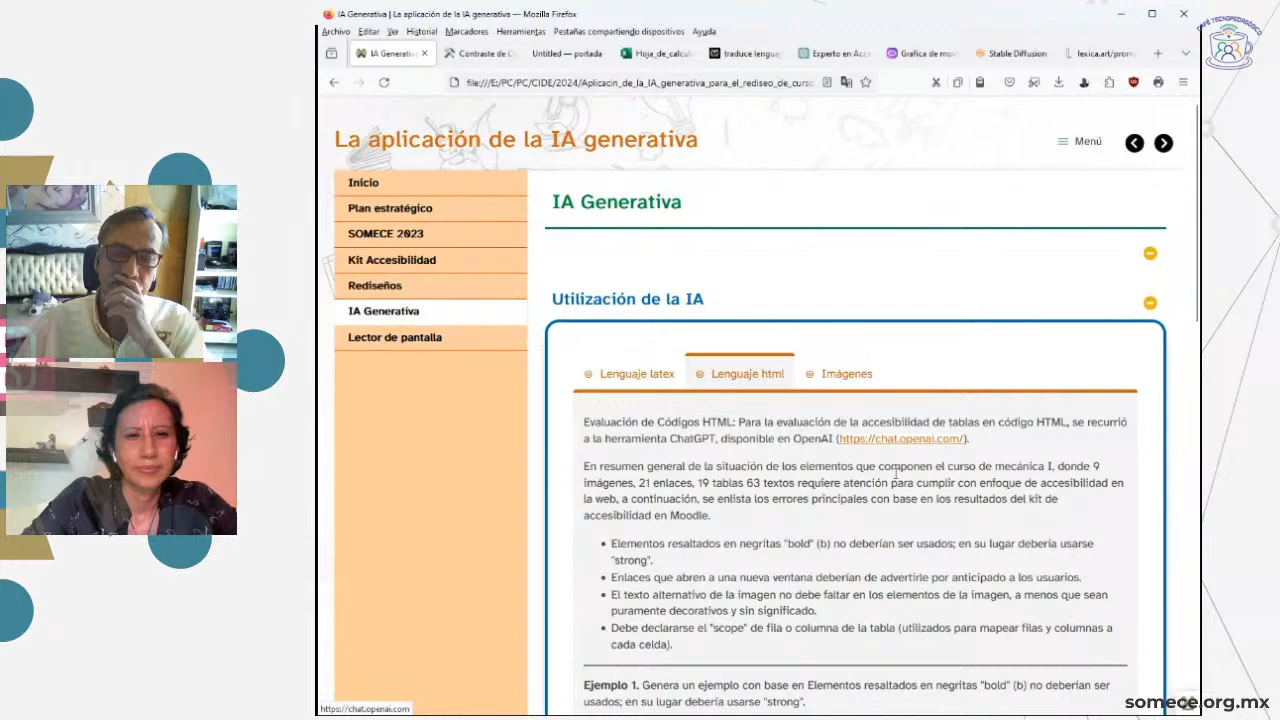 IA Generativa | La aplicación de la IA generativa — Mozilla Firefox
CAFÉ TECNOPEDAGÓGICO
Archivo Editar Ver Historial Marcadores Herramientas Pestañas compartiendo dispositivos Ayuda
IA Generativ Contraste de C Untitled — portada Hoja_de_calcul traduce lengua Experto en Acce Grafica de mov Stable Diffusion lexica.art/prom
file:///E:/PC/PC/CIDE/2024/Aplicacin_de_la_IA_generativa_para_el_rediseo_de_curso
La aplicación de la IA generativa
Menú
Inicio
Plan estratégico
SOMECE 2023
Kit Accesibilidad
Rediseños
IA Generativa
Lector de pantalla
IA Generativa
Utilización de la IA
Lenguaje latex Lenguaje html Imágenes
Evaluación de Códigos HTML: Para la evaluación de la accesibilidad de tablas en código HTML, se recurrió
a la herramienta ChatGPT, disponible en OpenAI (https://chat.openai.com/).
En resumen general de la situación de los elementos que componen el curso de mecánica I, donde 9
imágenes, 21 enlaces, 19 tablas 63 textos requiere atención para cumplir con enfoque de accesibilidad en
la web, a continuación, se enlista los errores principales con base en los resultados del kit de
accesibilidad en Moodle.
Elementos resaltados en negritas "bold" (b) no deberían ser usados; en su lugar debería usarse
"strong".
Enlaces que abren a una nueva ventana deberían de advertirle por anticipado a los usuarios.
El texto alternativo de la imagen no debe faltar en los elementos de la imagen, a menos que sean
puramente decorativos y sin significado.
Debe declararse el "scope" de fila o columna de la tabla (utilizados para mapear filas y columnas a
cada celda).
Ejemplo 1. Genera un ejemplo con base en Elementos resaltados en negritas "bold" (b) no deberían ser
usados; en su lugar debería usarse "strong".
https://chat.openai.com
somece.org.mx